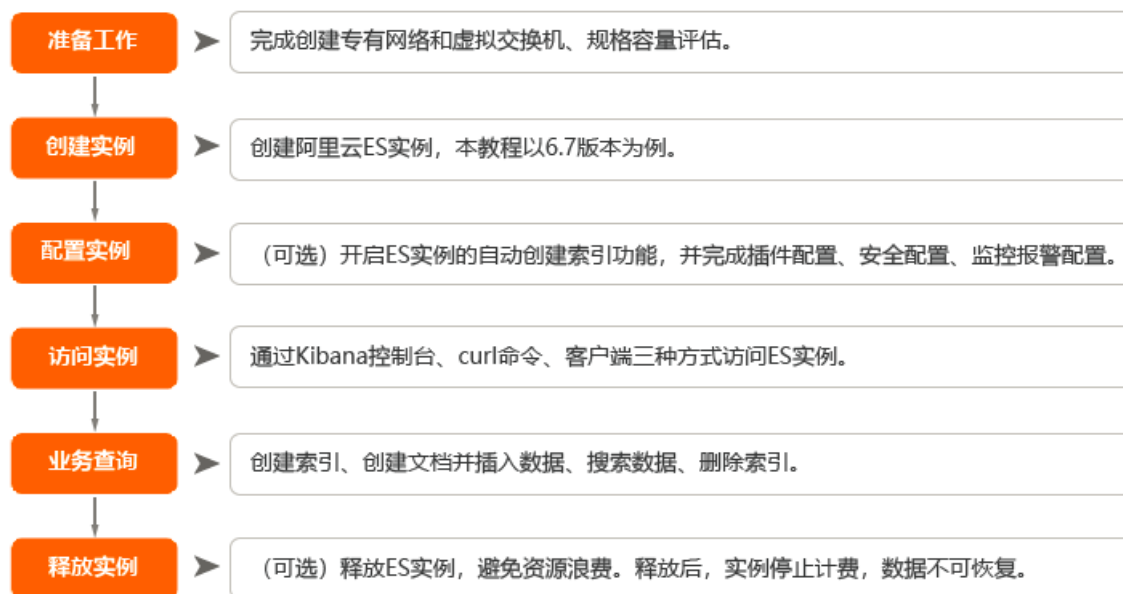 准备工作
完成创建专有网络和虚拟交换机、规格容量评估。
创建实例
创建阿里云ES实例，本教程以6.7版本为例。
配置实例
（可选）开启ES实例的自动创建索引功能，并完成插件配置、安全配置、监控报警配置。
访问实例
通过Kibana控制台、curl命令、客户端三种方式访问ES实例。
业务查询
创建索引、创建文档并插入数据、搜索数据、删除索引。
释放实例
（可选）释放ES实例，避免资源浪费。释放后，实例停止计费，数据不可恢复。